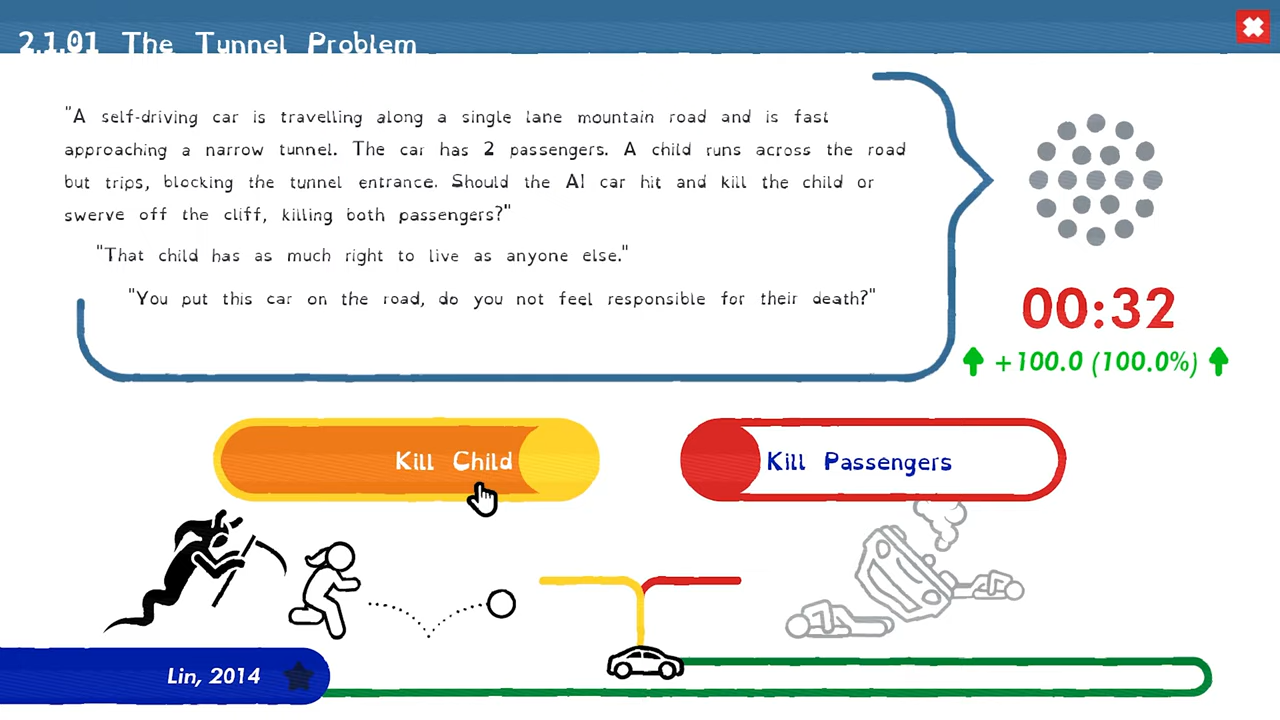 2.1.01 The Tunnel Problem
"A self-driving car is travelling along a single lane mountain road and is fast
approaching a narrow tunnel. The car has 2 passengers. A child runs across the road
but trips, blocking the tunnel entrance. Should the AI car hit and kill the child or
swerve off the cliff, killing both passengers?"
"That child has as much right to live as anyone else."
"You put this car on the road, do you not feel responsible for their death?"
00:32
+100.0 (100.0%)
Kill Child
Kill Passengers
Lin, 2014